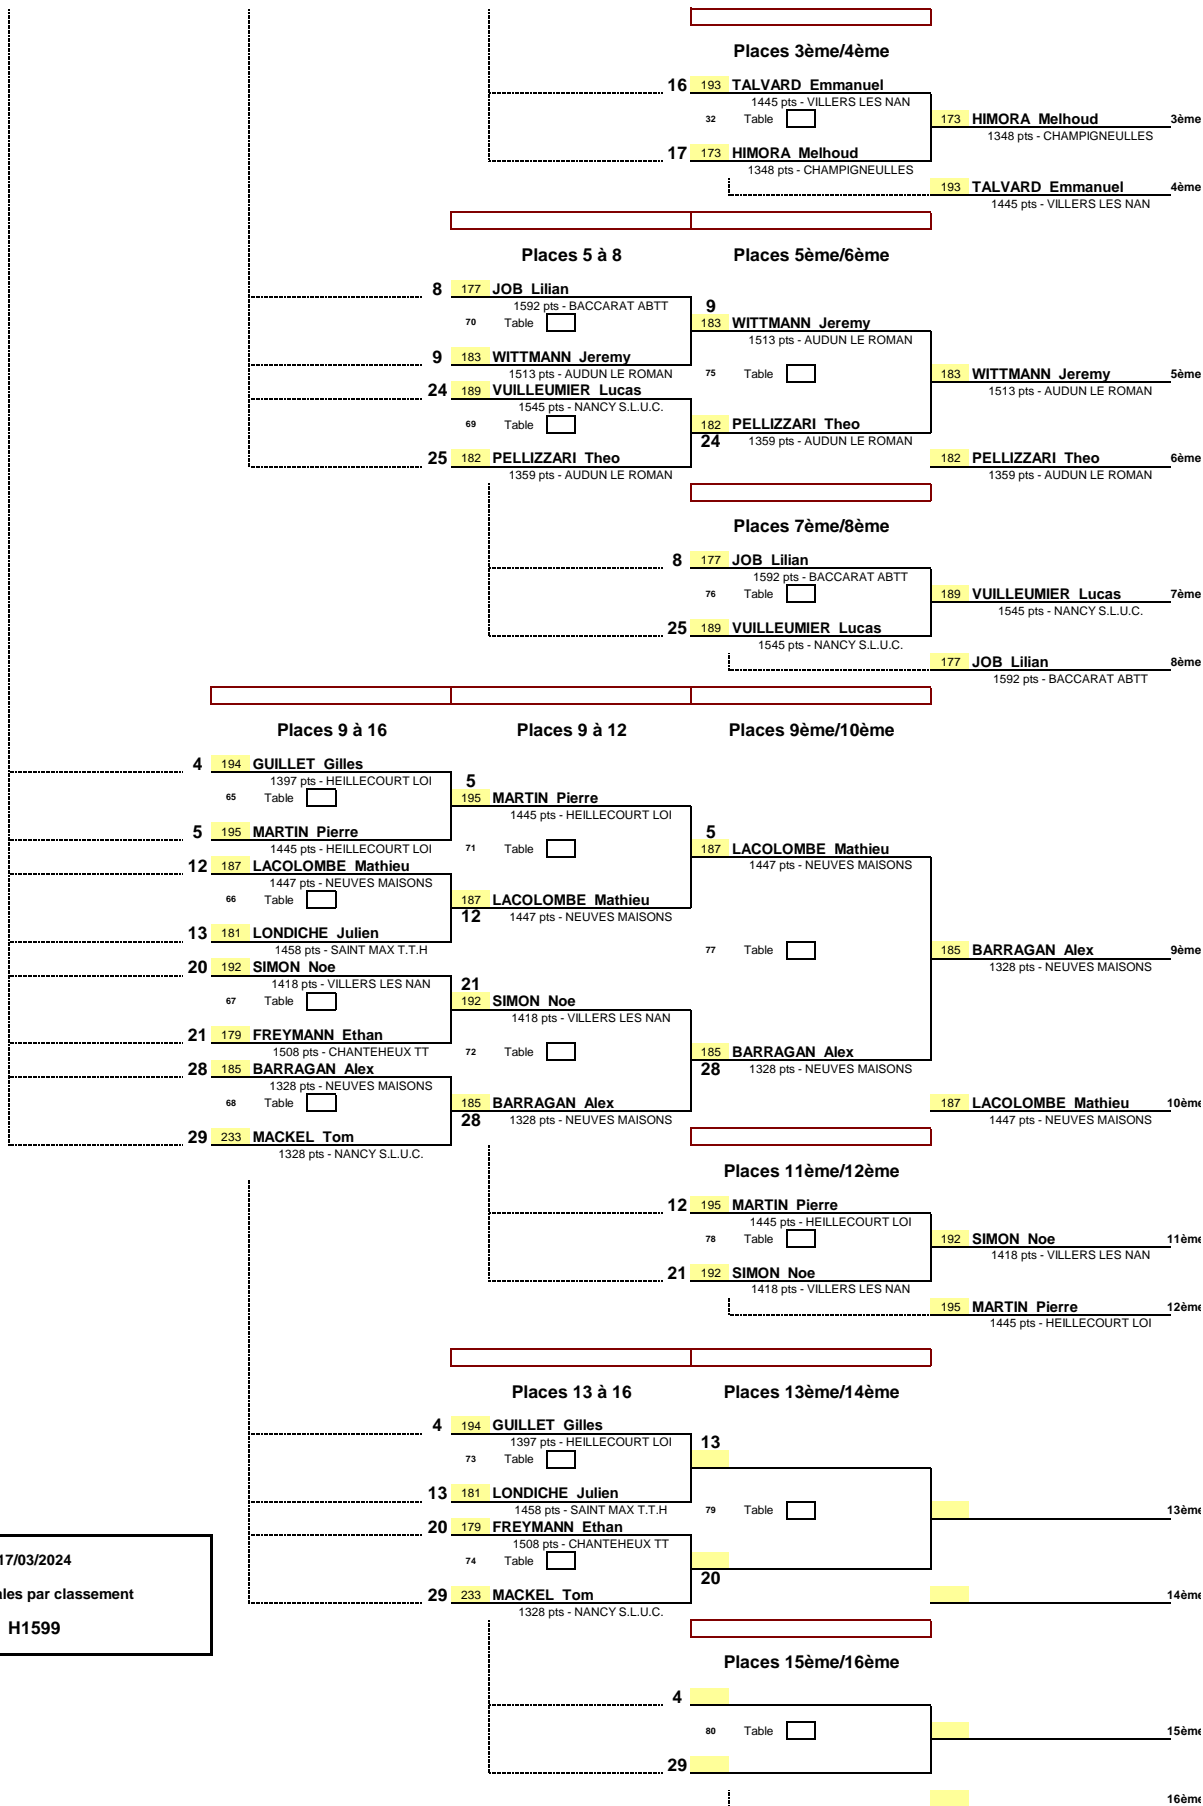 Places 3ème/4ème
16 193 TALVARD Emmanuel
1445 pts - VILLERS LES NAN
32 Table
173 HIMORA Melhoud 3ème
1348 pts - CHAMPIGNEULLES
17 173 HIMORA Melhoud
1348 pts - CHAMPIGNEULLES
193 TALVARD Emmanuel 4ème
1445 pts - VILLERS LES NAN
Places 5 à 8 Places 5ème/6ème
8 177 JOB Lilian
1592 pts - BACCARAT ABTT
70 Table
9
183 WITTMANN Jeremy
1513 pts - AUDUN LE ROMAN
9 183 WITTMANN Jeremy
1513 pts - AUDUN LE ROMAN
75 Table
183 WITTMANN Jeremy 5ème
1513 pts - AUDUN LE ROMAN
24 189 VUILLEUMIER Lucas
1545 pts - NANCY S.L.U.C.
69 Table
182 PELLIZZARI Theo
24 1359 pts - AUDUN LE ROMAN
25 182 PELLIZZARI Theo
1359 pts - AUDUN LE ROMAN
182 PELLIZZARI Theo 6ème
1359 pts - AUDUN LE ROMAN
Places 7ème/8ème
8 177 JOB Lilian
1592 pts - BACCARAT ABTT
76 Table
189 VUILLEUMIER Lucas 7ème
1545 pts - NANCY S.L.U.C.
25 189 VUILLEUMIER Lucas
1545 pts - NANCY S.L.U.C.
177 JOB Lilian 8ème
1592 pts - BACCARAT ABTT
Places 9 à 16 Places 9 à 12 Places 9ème/10ème
4 194 GUILLET Gilles
1397 pts - HEILLECOURT LOI
65 Table
5
195 MARTIN Pierre
1445 pts - HEILLECOURT LOI
5 195 MARTIN Pierre
1445 pts - HEILLECOURT LOI
71 Table
5
187 LACOLOMBE Mathieu
1447 pts - NEUVES MAISONS
12 187 LACOLOMBE Mathieu
1447 pts - NEUVES MAISONS
66 Table
187 LACOLOMBE Mathieu
12 1447 pts - NEUVES MAISONS
13 181 LONDICHE Julien
1458 pts - SAINT MAX T.T.H
77 Table
185 BARRAGAN Alex 9ème
1328 pts - NEUVES MAISONS
20 192 SIMON Noe
1418 pts - VILLERS LES NAN
67 Table
21
192 SIMON Noe
1418 pts - VILLERS LES NAN
21 179 FREYMANN Ethan
1508 pts - CHANTEHEUX TT
72 Table
185 BARRAGAN Alex
28 1328 pts - NEUVES MAISONS
28 185 BARRAGAN Alex
1328 pts - NEUVES MAISONS
68 Table
185 BARRAGAN Alex
28 1328 pts - NEUVES MAISONS
187 LACOLOMBE Mathieu 10ème
1447 pts - NEUVES MAISONS
29 233 MACKEL Tom
1328 pts - NANCY S.L.U.C.
Places 11ème/12ème
12 195 MARTIN Pierre
1445 pts - HEILLECOURT LOI
78 Table
192 SIMON Noe 11ème
1418 pts - VILLERS LES NAN
21 192 SIMON Noe
1418 pts - VILLERS LES NAN
195 MARTIN Pierre 12ème
1445 pts - HEILLECOURT LOI
Places 13 à 16 Places 13ème/14ème
4 194 GUILLET Gilles
1397 pts - HEILLECOURT LOI
73 Table
13
13 181 LONDICHE Julien
1458 pts - SAINT MAX T.T.H
79 Table
13ème
20 179 FREYMANN Ethan
1508 pts - CHANTEHEUX TT
74 Table
20
29 233 MACKEL Tom
1328 pts - NANCY S.L.U.C.
14ème
17/03/2024
ales par classement
H1599
Places 15ème/16ème
4
80 Table
15ème
29
16ème